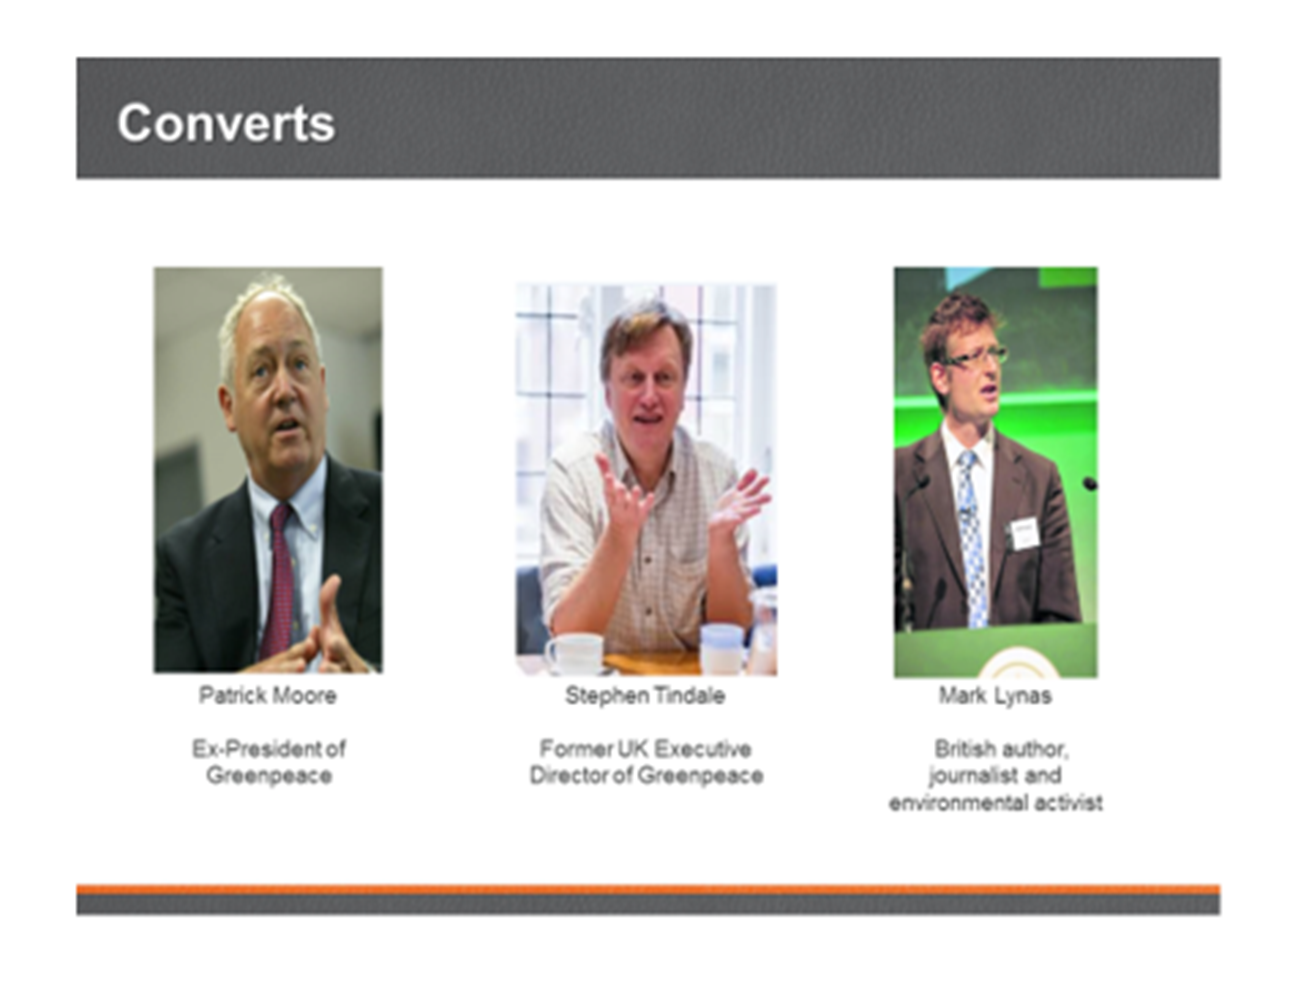 Converts
Patrick Moore
Ex-President of
Greenpeace
Stephen Tindale
Former UK Executive
Director of Greenpeace
Mark Lynas
British author,
journalist and
environmental activist